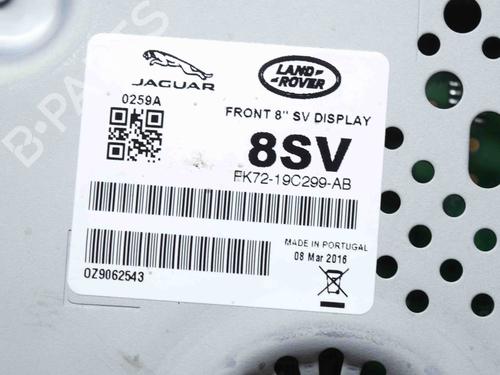 JAGUAR
LAND
ROVER
0259A
FRONT 8" SV DISPLAY
8SV
FK72-19C299-AB
MADE IN PORTUGAL
08 Mar 2016
0Z9062543
B-PARTS